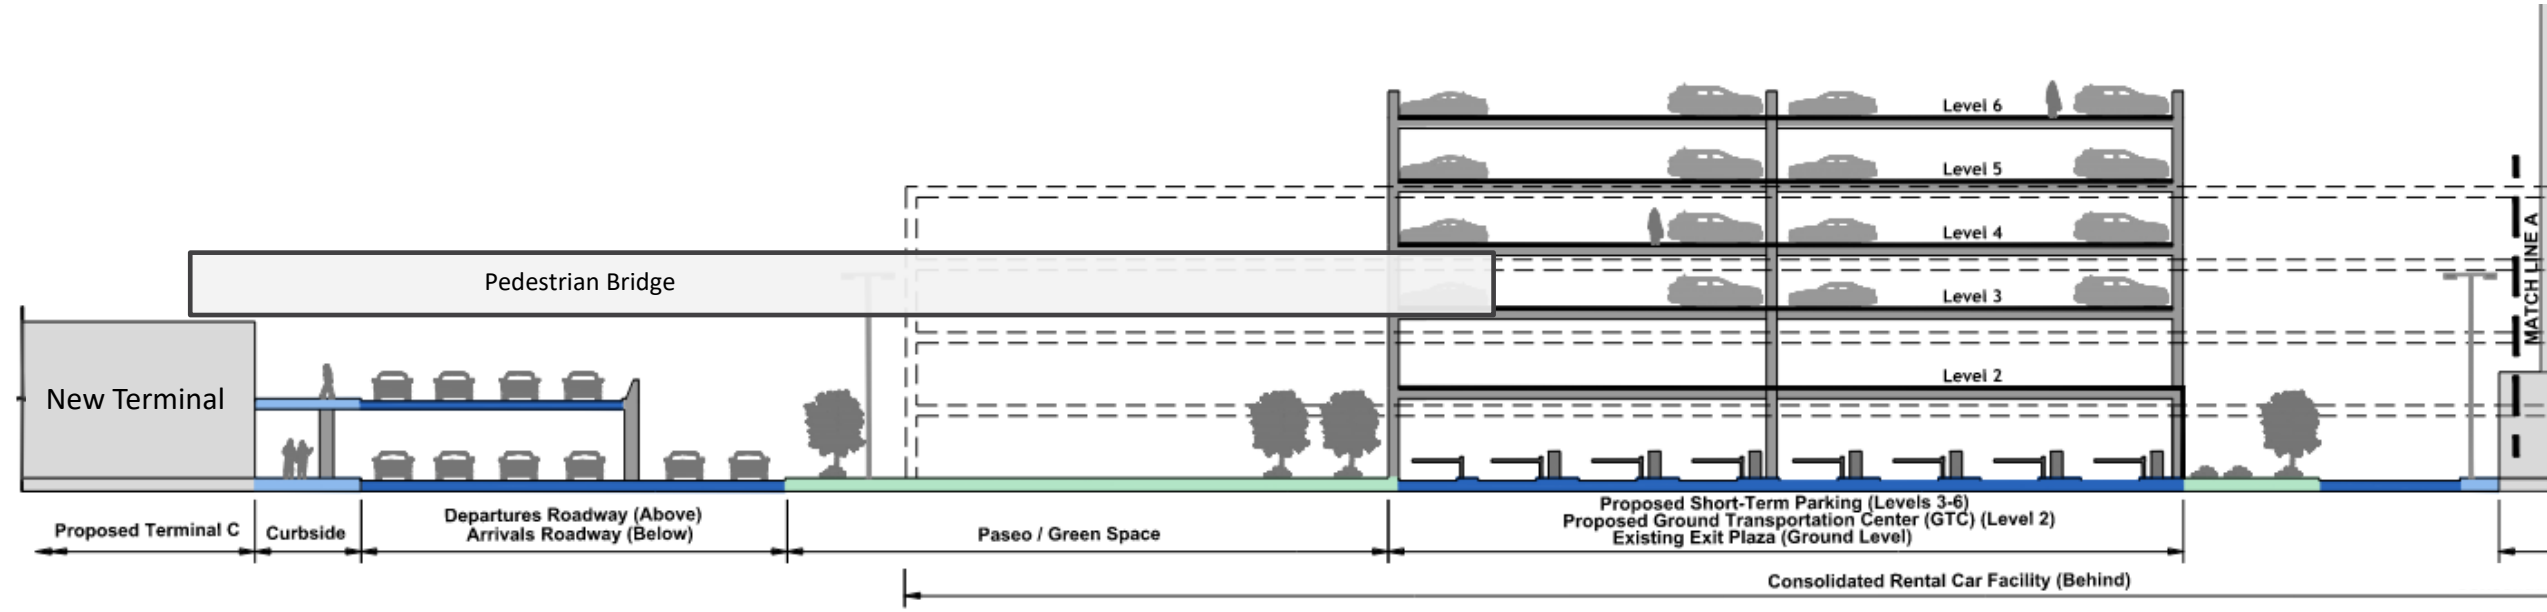 Level 6
Level 5
Level 4
Pedestrian Bridge
Level 3
MATCH LINE A
Level 2
New Terminal
Proposed Terminal C
Curbside
Departures Roadway (Above)
Arrivals Roadway (Below)
Paseo / Green Space
Proposed Short-Term Parking (Levels 3-6)
Proposed Ground Transportation Center (GTC) (Level 2)
Existing Exit Plaza (Ground Level)
Consolidated Rental Car Facility (Behind)